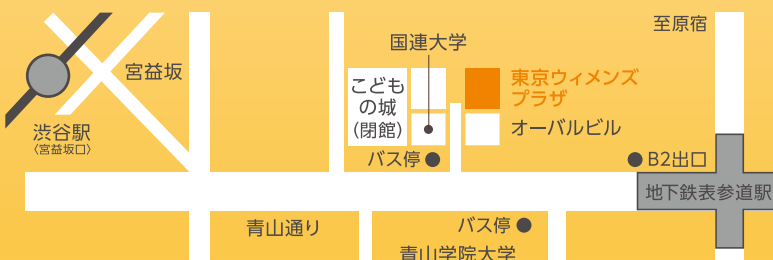 至原宿
国連大学
宮益坂
東京ウィメンズ
プラザ
こども
の城
(閉館)
渋谷駅
〈宮益坂口〉
オーバルビル
バス停
B2出口
地下鉄表参道駅
青山通り
バス停
青山学院大学